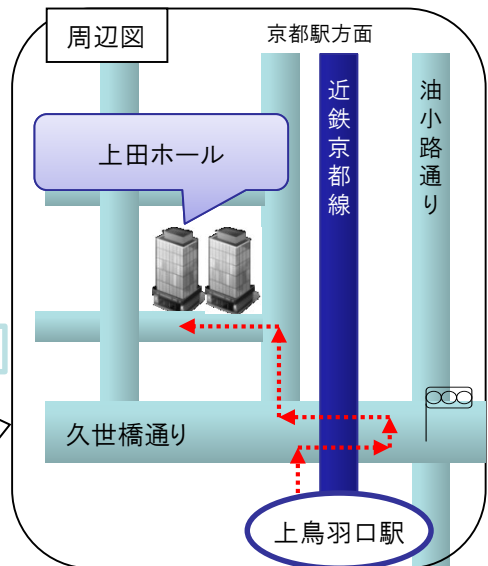 周辺図
京都駅方面
近鉄京都線
油小路通り
上田ホール
久世橋通り
上鳥羽口駅